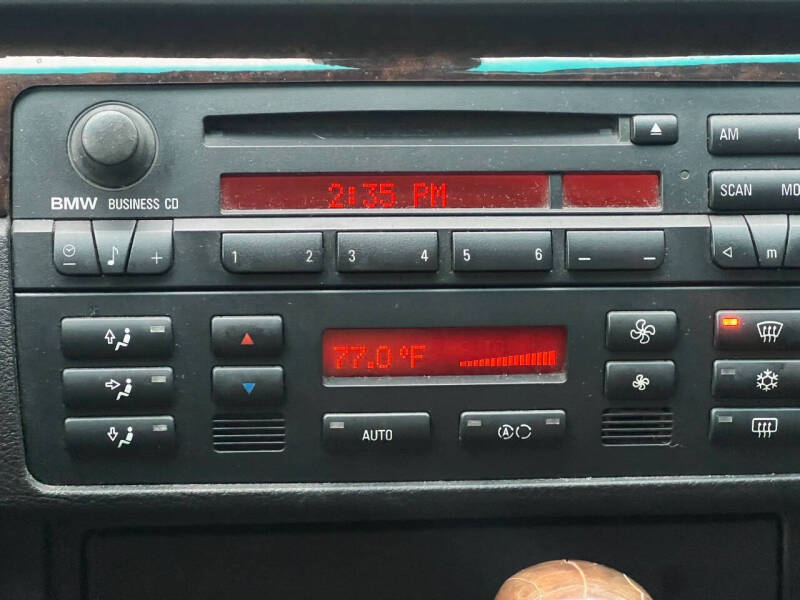 AM
BMW BUSINESS CD
2:35 PM
SCAN
1 2 3 4 5 6
m
77.0 °F
AUTO
A